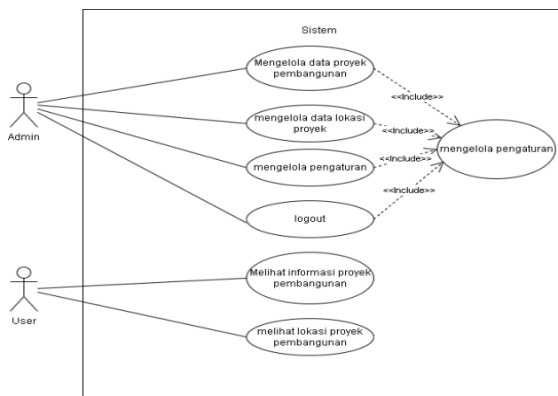 Sistem
Mengelola data proyek
pembangunan
<<Include>>
mengelola data lokasi
proyek
<<Include>>
Admin
mengelola pengaturan
<<Include>>
mengelola pengaturan
<<Include>>
logout
Melihat informasi proyek
pembangunan
User
melihat lokasi proyek
pembangunan